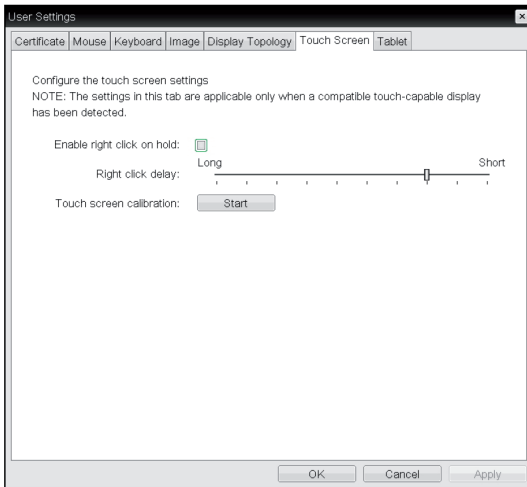 User Settings
Certificate Mouse Keyboard Image Display Topology Touch Screen Tablet
Configure the touch screen settings
NOTE: The settings in this tab are applicable only when a compatible touch-capable display
has been detected.
Enable right click on hold:
Long Short
Right click delay:
Touch screen calibration: Start
OK Cancel Apply